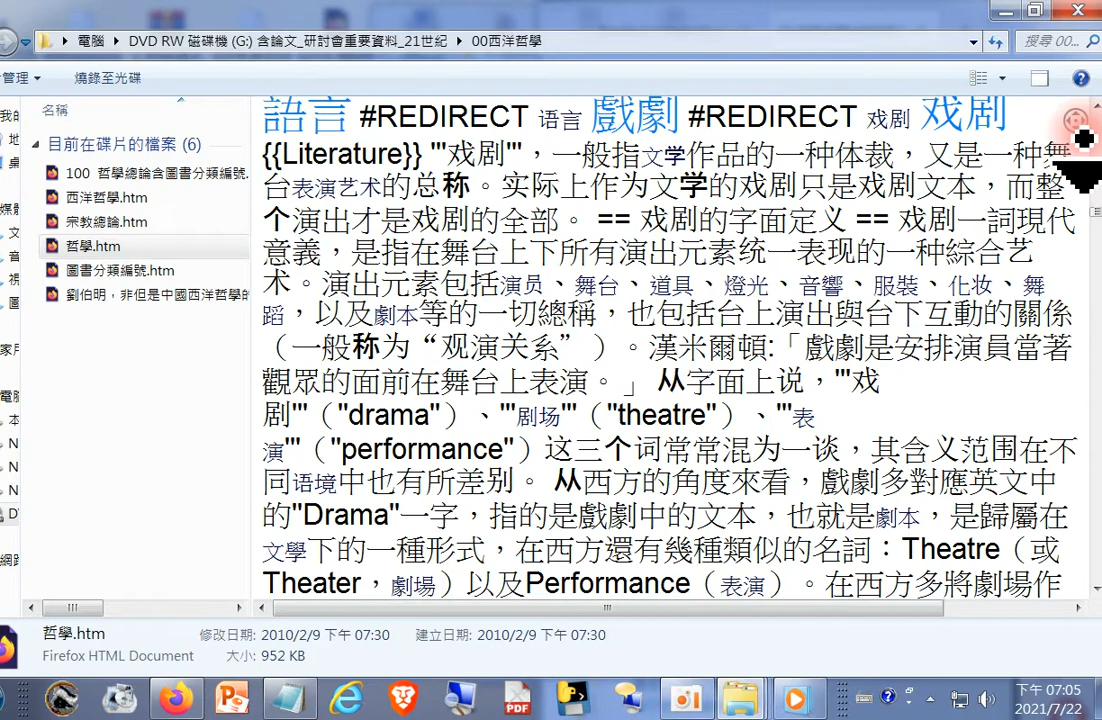 電腦 ▸ DVD RW 磁碟機 (G:) 含論文_研討會重要資料_21世紀 ▸ 00西洋哲學
搜尋 00...
管理
燒錄至光碟
名稱
目前在碟片的檔案 (6)
100 哲學總論含圖書分類編號.
西洋哲學.htm
宗教總論.htm
哲學.htm
圖書分類編號.htm
劉伯明，非但是中國西洋哲學的
語言 #REDIRECT 语言 戲劇 #REDIRECT 戏剧 戏剧
{{Literature}} '''戏剧'''，一般指文学作品的一种体裁，又是一种舞
台表演艺术的总称。实际上作为文学的戏剧只是戏剧文本，而整
个演出才是戏剧的全部。 == 戏剧的字面定义 == 戏剧一詞現代
意義，是指在舞台上下所有演出元素统一表现的一种綜合艺
术。演出元素包括演员、舞台、道具、燈光、音響、服裝、化妆、舞
蹈，以及劇本等的一切總稱，也包括台上演出與台下互動的關係
（一般称为“观演关系”）。漢米爾頓:「戲劇是安排演員當著
觀眾的面前在舞台上表演。」 从字面上说，'''戏
剧'''（"drama"）、'''剧场'''（"theatre"）、'''表
演'''（"performance"）这三个词常常混为一谈，其含义范围在不
同语境中也有所差别。 从西方的角度來看，戲劇多對應英文中
的"Drama"一字，指的是戲劇中的文本，也就是劇本，是歸屬在
文學下的一種形式，在西方還有幾種類似的名詞：Theatre（或
Theater，劇場）以及Performance（表演）。在西方多將劇場作
哲學.htm
修改日期: 2010/2/9 下午 07:30
建立日期: 2010/2/9 下午 07:30
Firefox HTML Document
大小: 952 KB
PDF
下午 07:05
2021/7/22